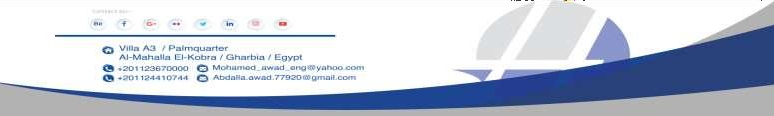 Villa A3 / Palmquarter
Al-Mahalla El-Kobra / Gharbia / Egypt
+201123670000 Mohamed_awad_eng@yahoo.com
+201124410744 Abdalla.awad.77920@gmail.com